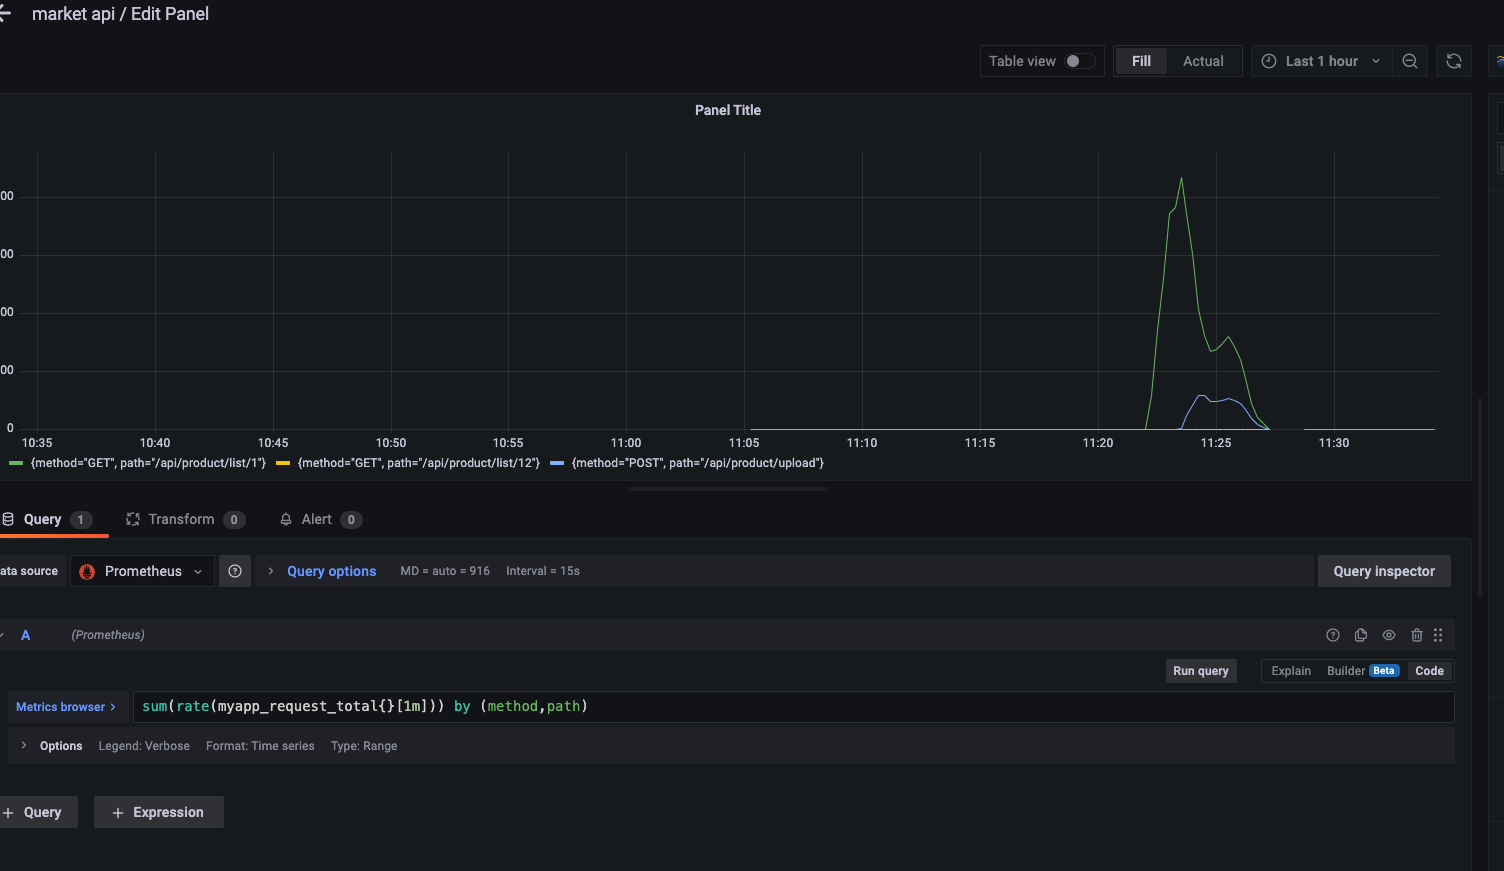 market api / Edit Panel
Table view Fill Actual Last 1 hour
Panel Title
00
00
00
00
0
10:35 10:40 10:45 10:50 10:55 11:00 11:05 11:10 11:15 11:20 11:25 11:30
{method="GET", path="/api/product/list/1"} {method="GET", path="/api/product/list/12"} {method="POST", path="/api/product/upload"}
Query 1 Transform 0 Alert 0
ata source Prometheus Query options MD = auto = 916 Interval = 15s Query inspector
A (Prometheus)
Run query Explain Builder Beta Code
Metrics browser > sum(rate(myapp_request_total{}[1m])) by (method,path)
Options Legend: Verbose Format: Time series Type: Range
+ Query + Expression